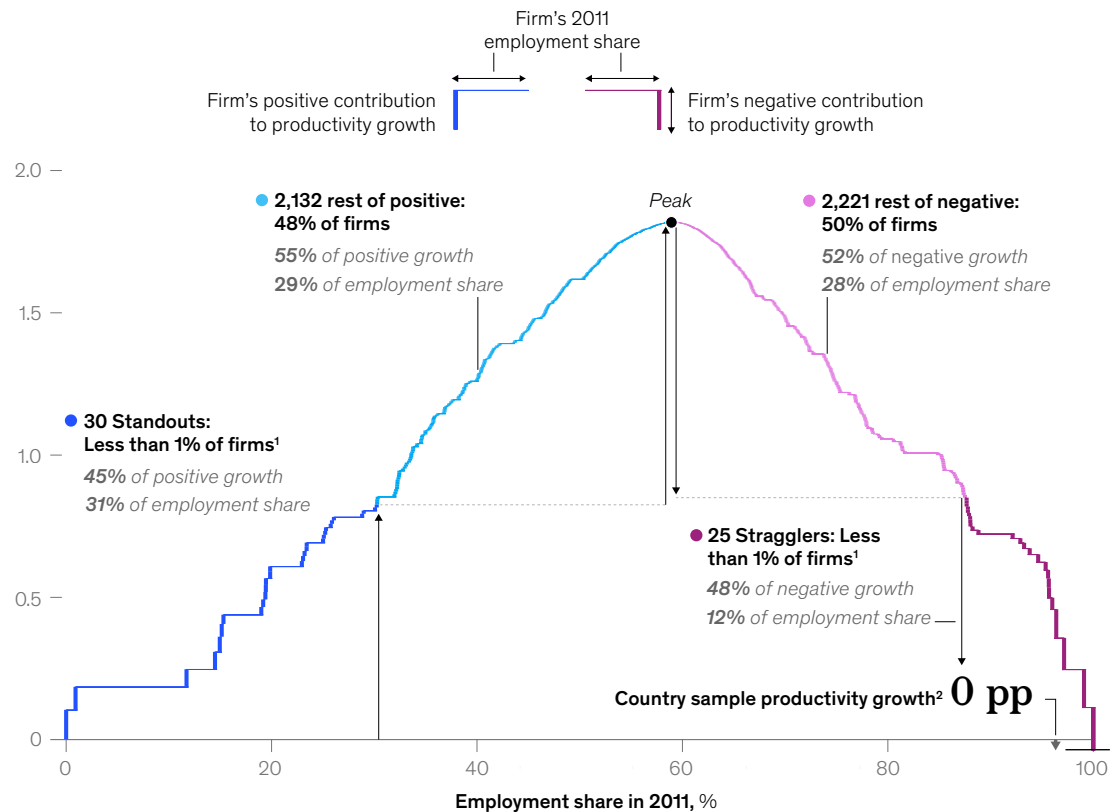 Firm's 2011
employment share
Firm's positive contribution
to productivity growth
Firm's negative contribution
to productivity growth
2.0
1.5
1.0
0.5
0
2,132 rest of positive:
48% of firms
55% of positive growth
29% of employment share
Peak
2,221 rest of negative:
50% of firms
52% of negative growth
28% of employment share
30 Standouts:
Less than 1% of firms¹
45% of positive growth
31% of employment share
25 Stragglers: Less
than 1% of firms¹
48% of negative growth
12% of employment share
Country sample productivity growth² 0 pp
0 20 40 60 80 100
Employment share in 2011, %